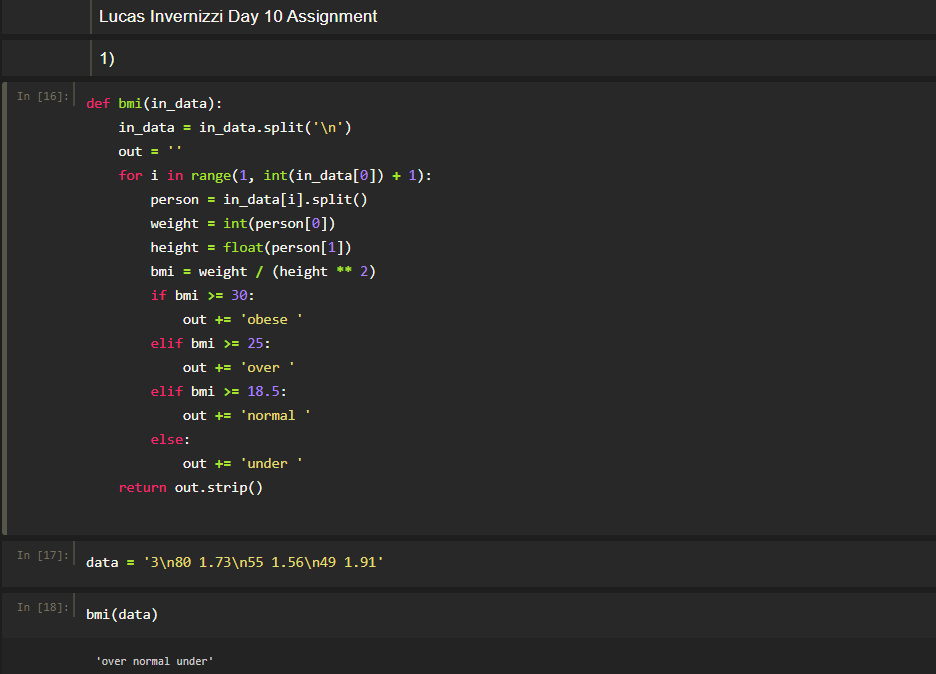 Lucas Invernizzi Day 10 Assignment
1)
In [16]:
def bmi(in_data):
    in_data = in_data.split('\n')
    out = ''
    for i in range(1, int(in_data[0]) + 1):
        person = in_data[i].split()
        weight = int(person[0])
        height = float(person[1])
        bmi = weight / (height ** 2)
        if bmi >= 30:
            out += 'obese '
        elif bmi >= 25:
            out += 'over '
        elif bmi >= 18.5:
            out += 'normal '
        else:
            out += 'under '
    return out.strip()
In [17]:
data = '3\n80 1.73\n55 1.56\n49 1.91'
In [18]:
bmi(data)
'over normal under'